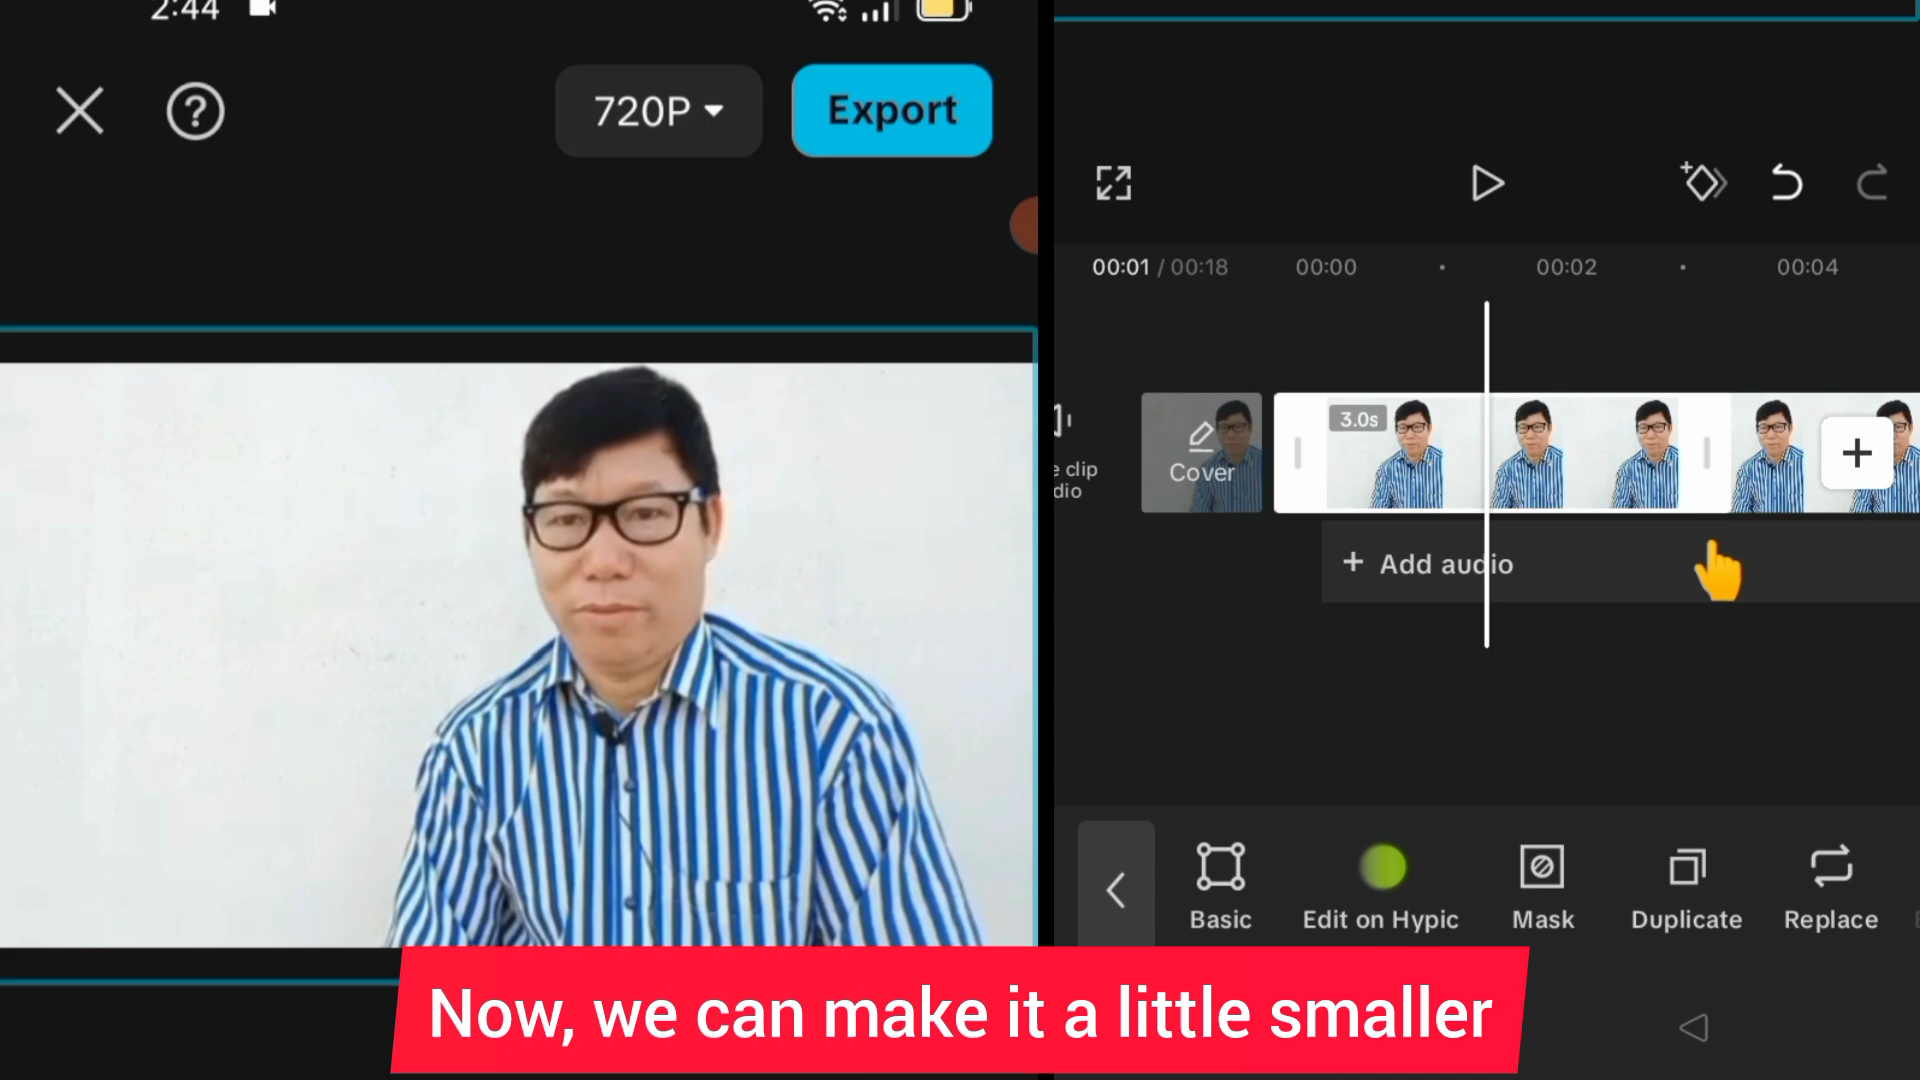 2:44
720P
Export
00:01 / 00:18
00:00
00:02
00:04
e clip
dio
Cover
3.0s
+ Add audio
Basic
Edit on Hypic
Mask
Duplicate
Replace
Now, we can make it a little smaller